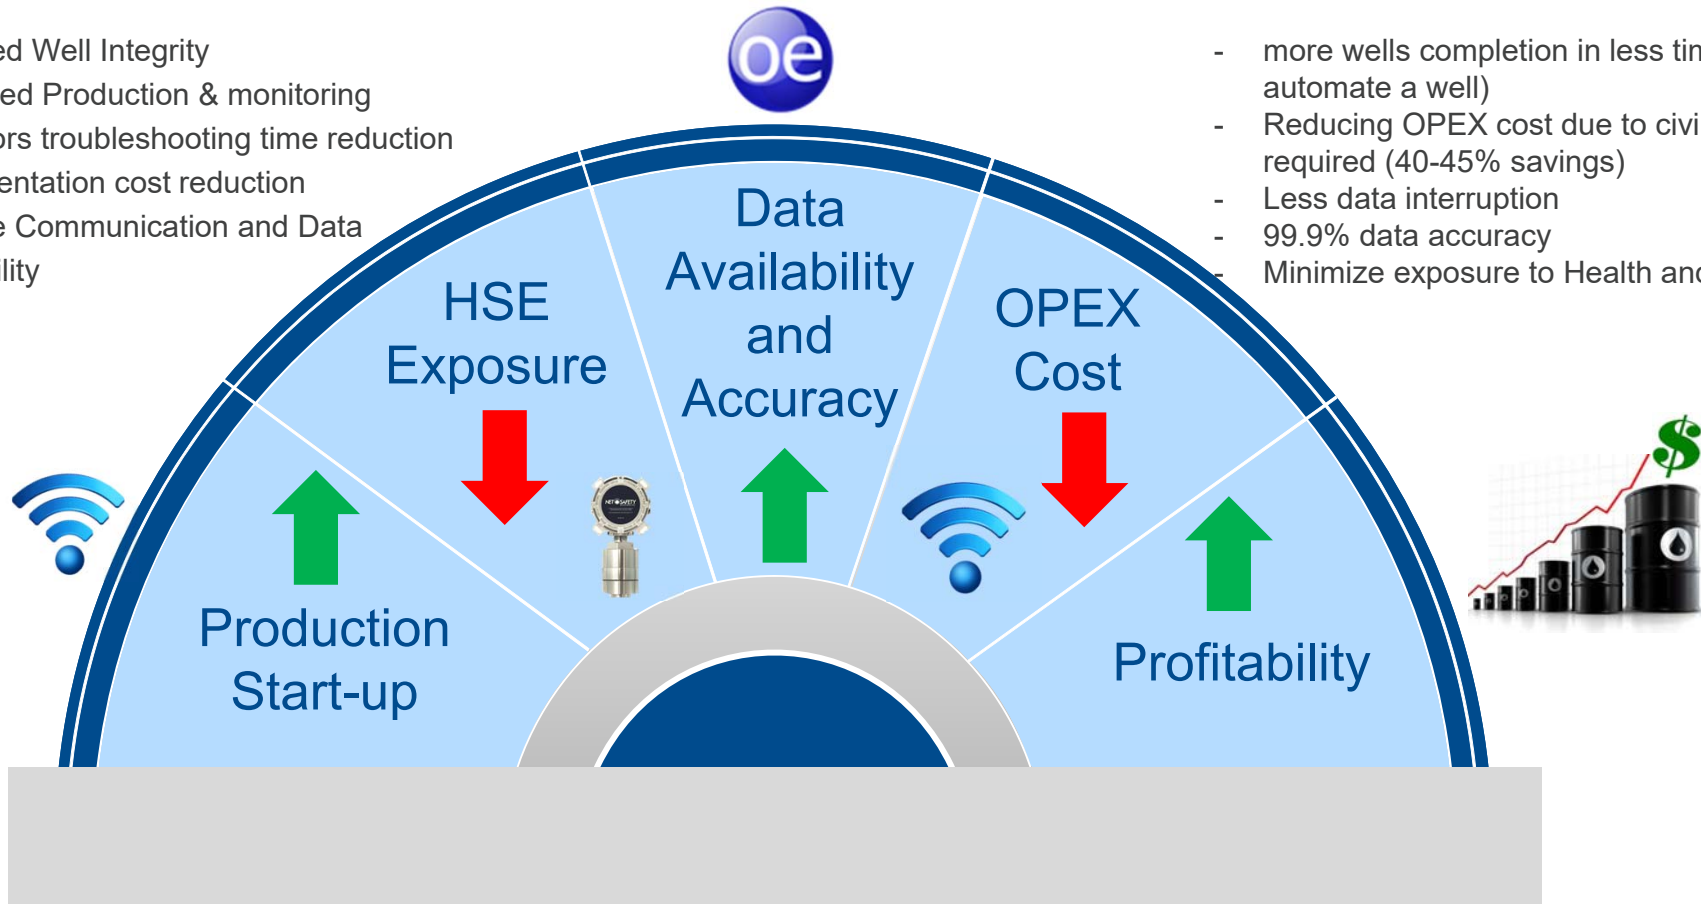 ed Well Integrity
ed Production & monitoring
ors troubleshooting time reduction
entation cost reduction
e Communication and Data
ility
oe
- more wells completion in less tim
automate a well)
- Reducing OPEX cost due to civi
required (40-45% savings)
- Less data interruption
- 99.9% data accuracy
- Minimize exposure to Health and
Data
Availability
and
Accuracy
HSE
Exposure
OPEX
Cost
$
NET SAFETY
Production
Start-up
Profitability